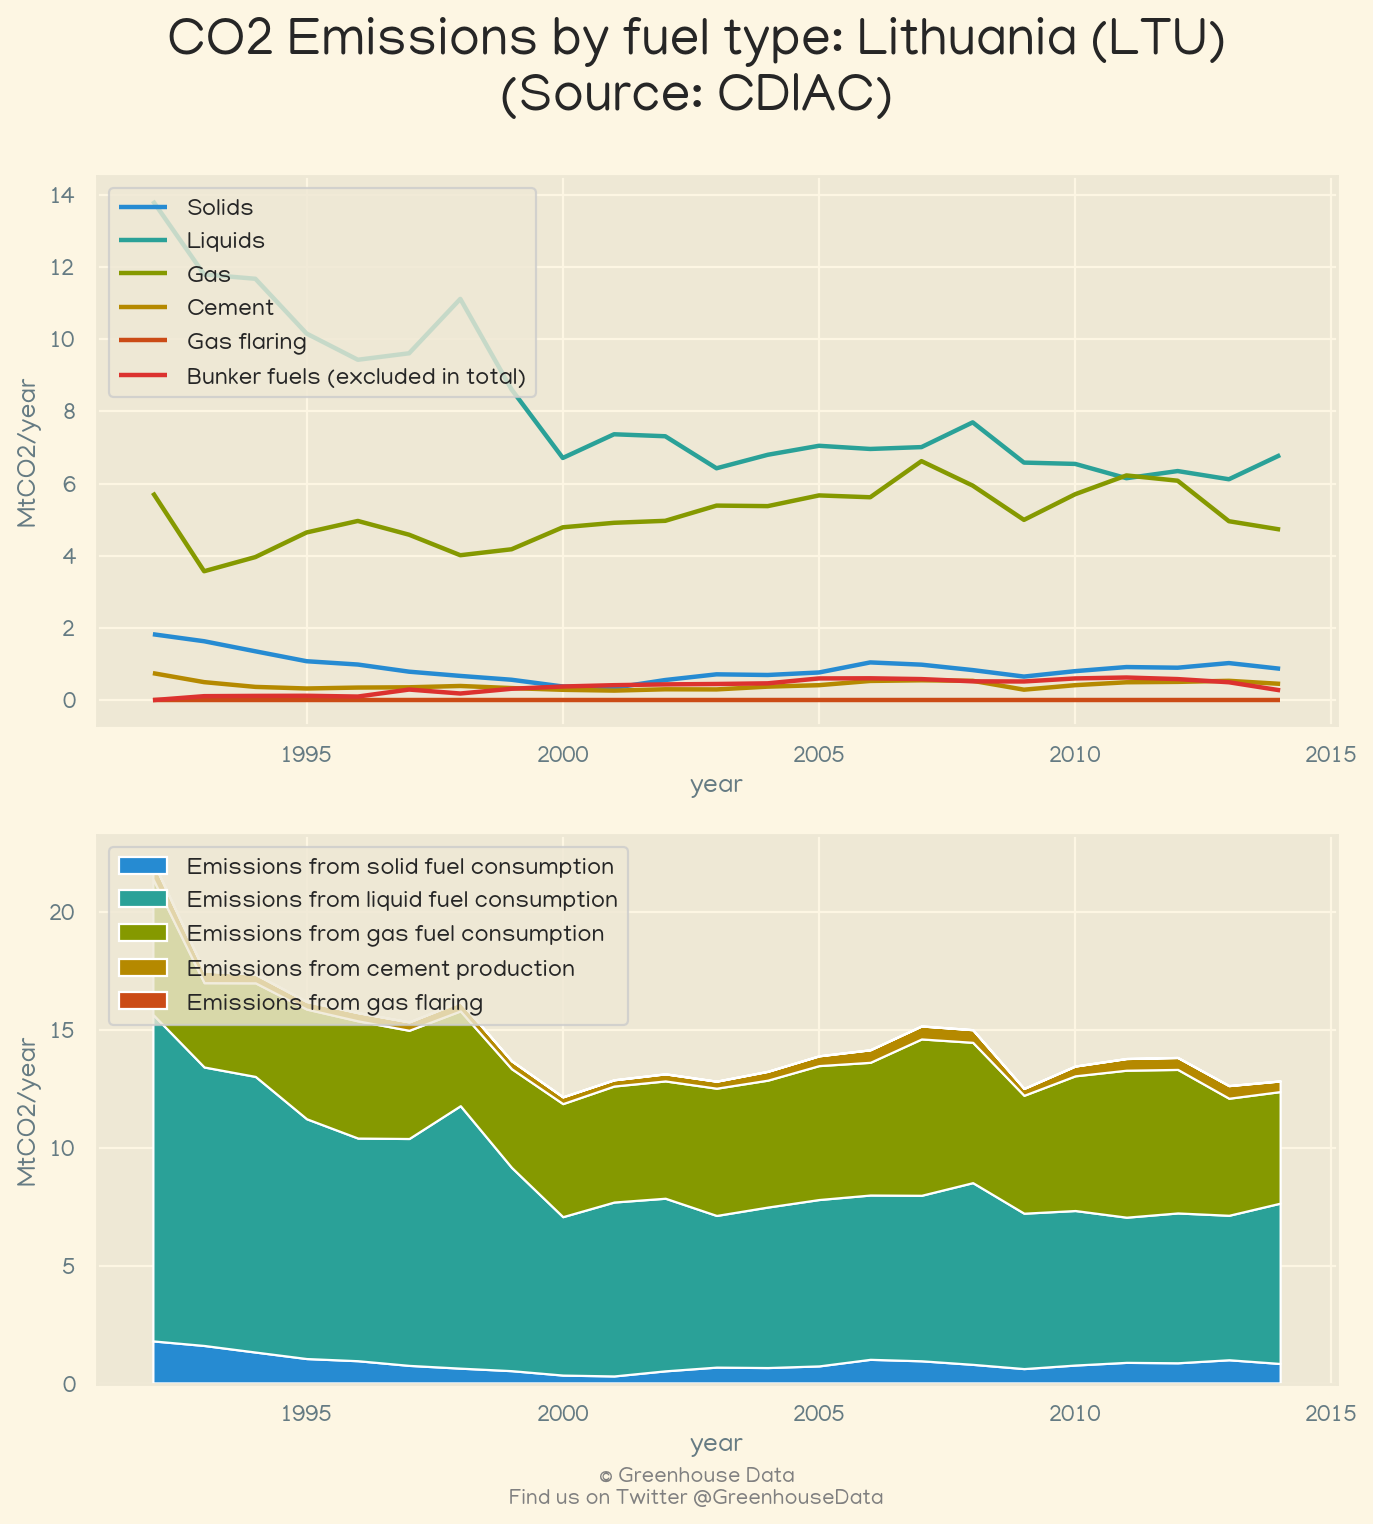 CO2 Emissions by fuel type: Lithuania (LTU)
(Source: CDIAC)
14
12
10
8
6
4
2
0
MtCO2/year
Solids
Liquids
Gas
Cement
Gas flaring
Bunker fuels (excluded in total)
1995 2000 2005 2010 2015
year
20
15
10
5
0
MtCO2/year
Emissions from solid fuel consumption
Emissions from liquid fuel consumption
Emissions from gas fuel consumption
Emissions from cement production
Emissions from gas flaring
1995 2000 2005 2010 2015
year
© Greenhouse Data
Find us on Twitter @GreenhouseData